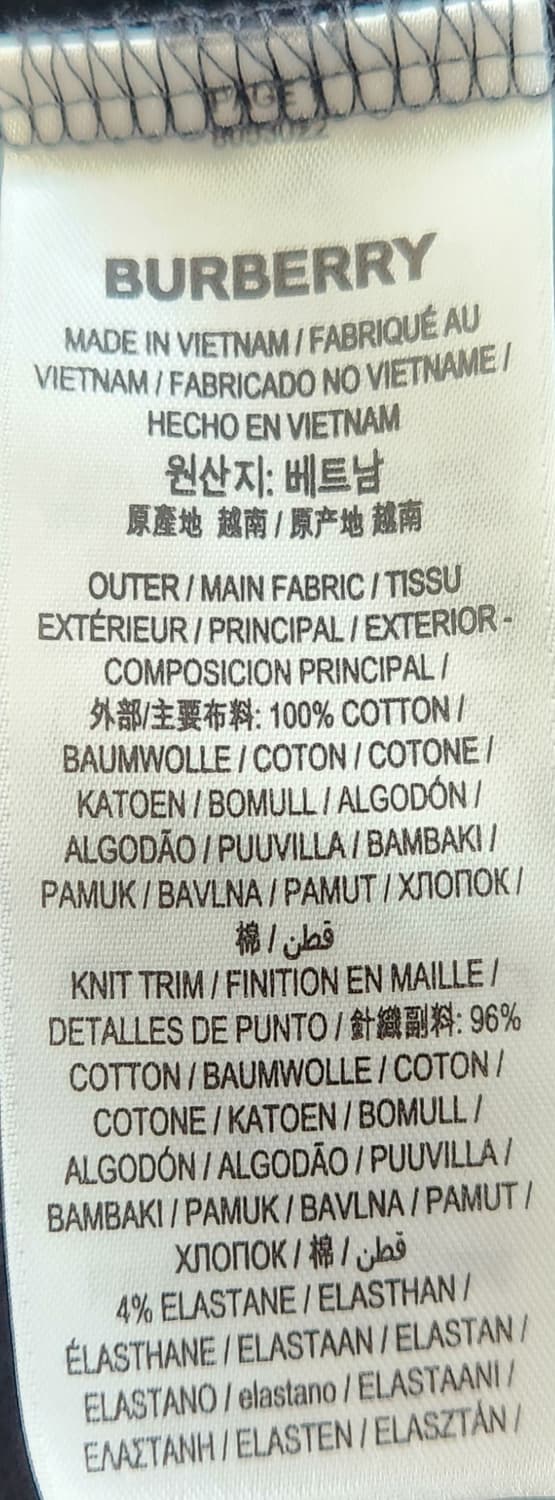 PAGE
8053022
BURBERRY
MADE IN VIETNAM / FABRIQUÉ AU
VIETNAM / FABRICADO NO VIETNAME /
HECHO EN VIETNAM
원산지: 베트남
原產地 越南 / 原产地 越南
OUTER / MAIN FABRIC / TISSU
EXTÉRIEUR / PRINCIPAL / EXTERIOR -
COMPOSICION PRINCIPAL /
外部/主要布料: 100% COTTON /
BAUMWOLLE / COTON / COTONE /
KATOEN / BOMULL / ALGODÓN /
ALGODÃO / PUUVILLA / BAMBAKI /
PAMUK / BAVLNA / PAMUT / ХЛОПОК /
棉 / قطن
KNIT TRIM / FINITION EN MAILLE /
DETALLES DE PUNTO / 針織副料: 96%
COTTON / BAUMWOLLE / COTON /
COTONE / KATOEN / BOMULL /
ALGODÓN / ALGODÃO / PUUVILLA /
BAMBAKI / PAMUK / BAVLNA / PAMUT /
ХЛОПОК / 棉 / قطن
4% ELASTANE / ELASTHAN /
ÉLASTHANE / ELASTAAN / ELASTAN /
ELASTANO / elastano / ELASTAANI /
ΕΛΑΣΤΑΝΗ / ELASTEN / ELASZTÁN /